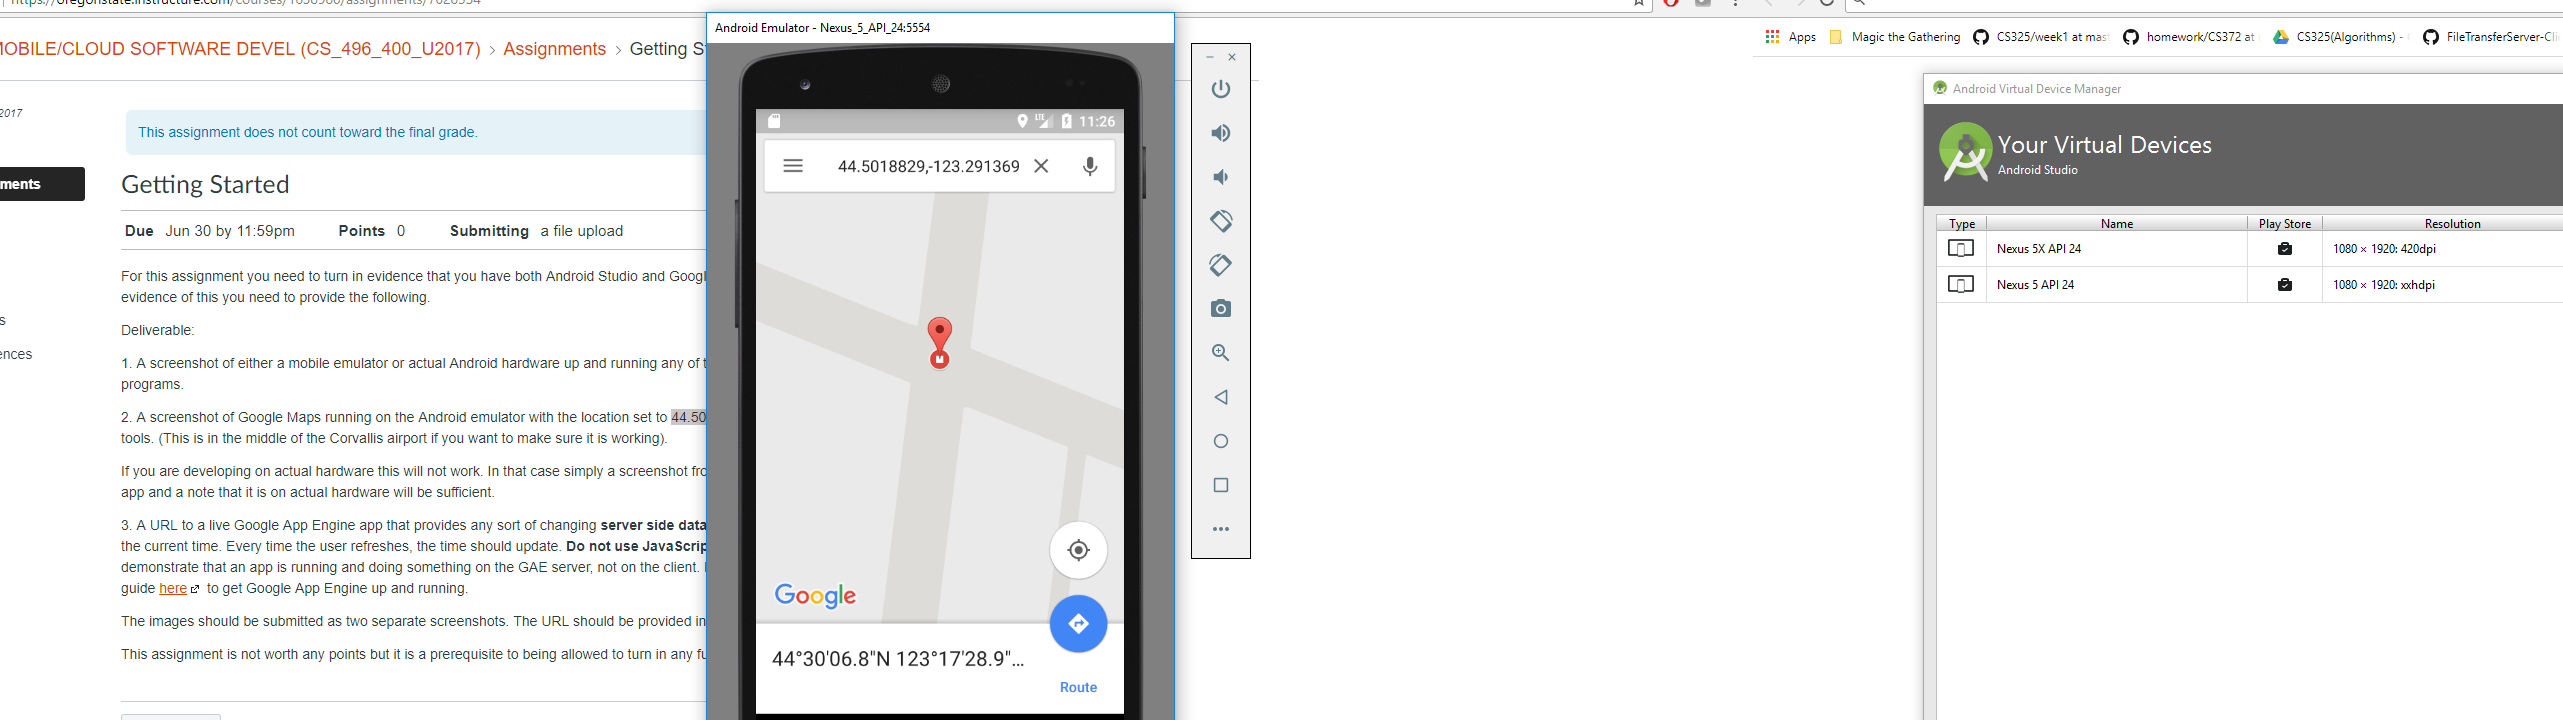 https://oregonstate.instructure.com/courses/1638966/assignments/7020554
MOBILE/CLOUD SOFTWARE DEVEL (CS_496_400_U2017) > Assignments > Getting S
2017
This assignment does not count toward the final grade.
ments
Getting Started
Due Jun 30 by 11:59pm Points 0 Submitting a file upload
For this assignment you need to turn in evidence that you have both Android Studio and Googl
evidence of this you need to provide the following.
s
Deliverable:
ences
1. A screenshot of either a mobile emulator or actual Android hardware up and running any of t
programs.
2. A screenshot of Google Maps running on the Android emulator with the location set to 44.50
tools. (This is in the middle of the Corvallis airport if you want to make sure it is working).
If you are developing on actual hardware this will not work. In that case simply a screenshot fro
app and a note that it is on actual hardware will be sufficient.
3. A URL to a live Google App Engine app that provides any sort of changing server side data
the current time. Every time the user refreshes, the time should update. Do not use JavaScrip
demonstrate that an app is running and doing something on the GAE server, not on the client.
guide here to get Google App Engine up and running.
The images should be submitted as two separate screenshots. The URL should be provided in
This assignment is not worth any points but it is a prerequisite to being allowed to turn in any fu
Android Emulator - Nexus_5_API_24:5554
LTE 11:26
44.5018829,-123.291369
Google
44°30'06.8"N 123°17'28.9"...
Route
Apps Magic the Gathering CS325/week1 at mast homework/CS372 at CS325(Algorithms) - FileTransferServer-Cli
Android Virtual Device Manager
Your Virtual Devices
Android Studio
Type Name Play Store Resolution
Nexus 5X API 24 1080 × 1920: 420dpi
Nexus 5 API 24 1080 × 1920: xxhdpi